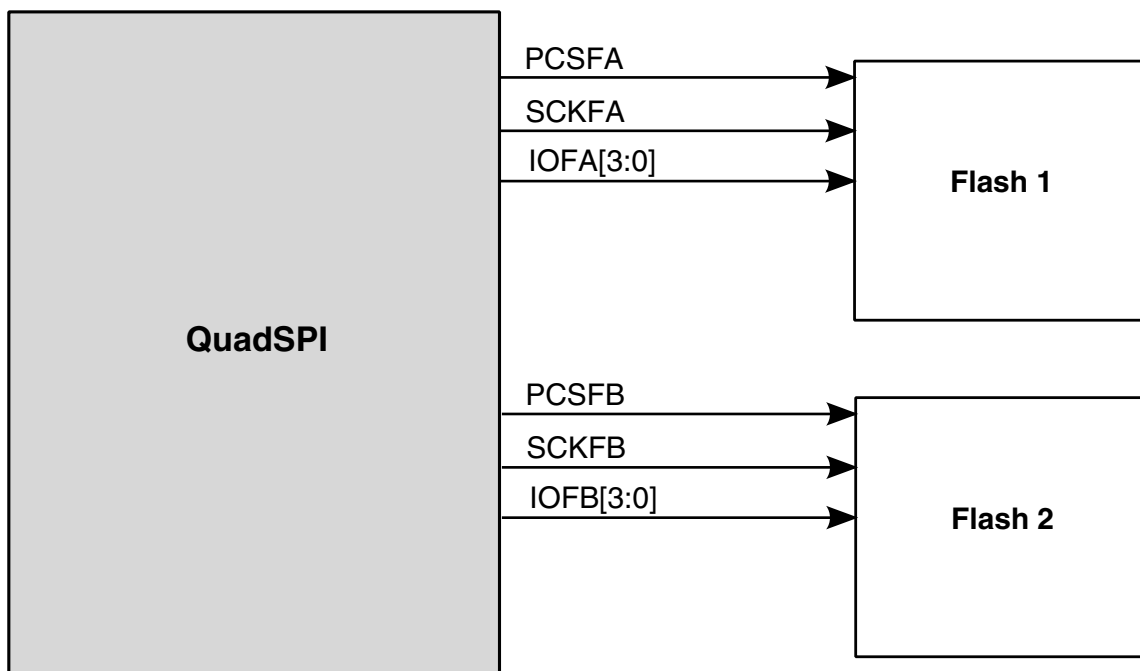 PCSFA
SCKFA
IOFA[3:0]
Flash 1
QuadSPI
PCSFB
SCKFB
IOFB[3:0]
Flash 2